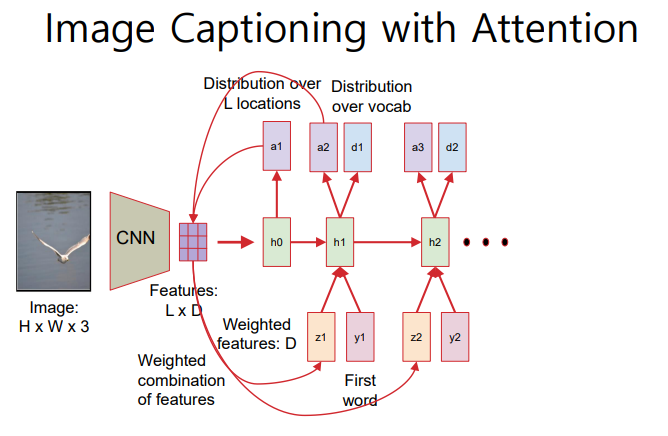 Image Captioning with Attention
Distribution over
L locations
Distribution
over vocab
a1
a2
d1
a3
d2
CNN
h0
h1
h2
Image:
H x W x 3
Features:
L x D
Weighted
features: D
z1
y1
z2
y2
Weighted
combination
of features
First
word